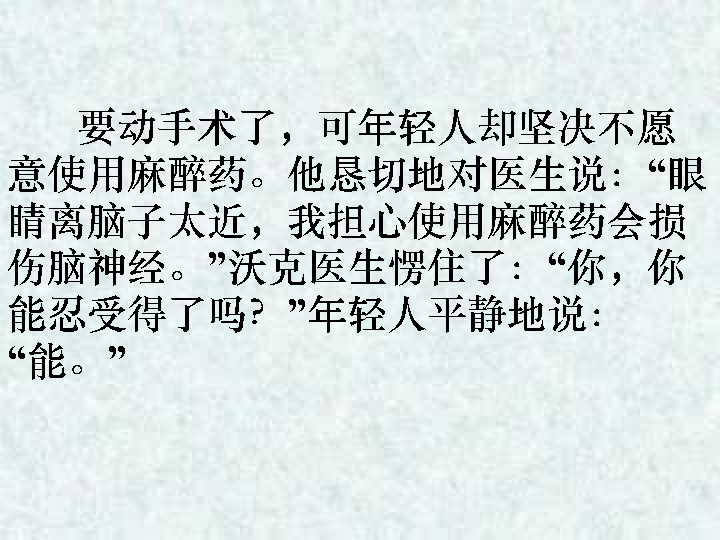 要动手术了，可年轻人却坚决不愿
意使用麻醉药。他恳切地对医生说：“眼
睛离脑子太近，我担心使用麻醉药会损
伤脑神经。”沃克医生愣住了：“你，你
能忍受得了吗？”年轻人平静地说：
“能。”